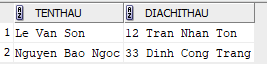 TENTHAU DIACHITHAU
1 Le Van Son 12 Tran Nhan Ton
2 Nguyen Bao Ngoc 33 Dinh Cong Trang